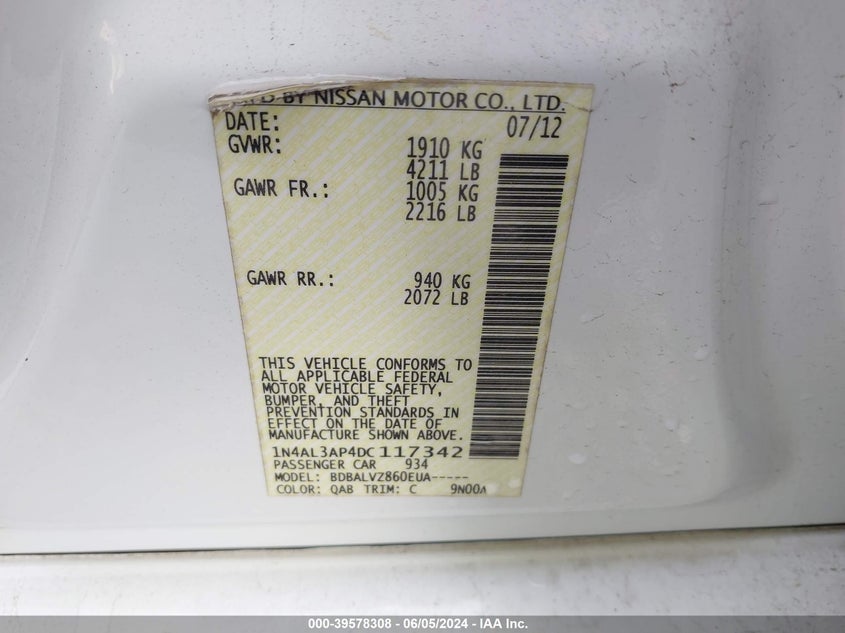 BY NISSAN MOTOR CO., LTD.
DATE: 07/12
GVWR: 1910 KG
4211 LB
GAWR FR.: 1005 KG
2216 LB
GAWR RR.: 940 KG
2072 LB
THIS VEHICLE CONFORMS TO
ALL APPLICABLE FEDERAL
MOTOR VEHICLE SAFETY,
BUMPER, AND THEFT
PREVENTION STANDARDS IN
EFFECT ON THE DATE OF
MANUFACTURE SHOWN ABOVE.
1N4AL3AP4DC117342
PASSENGER CAR 934
MODEL: BDBALVZ860EUA-----
COLOR: QAB TRIM: C
000-39578308 - 06/05/2024 - IAA Inc.